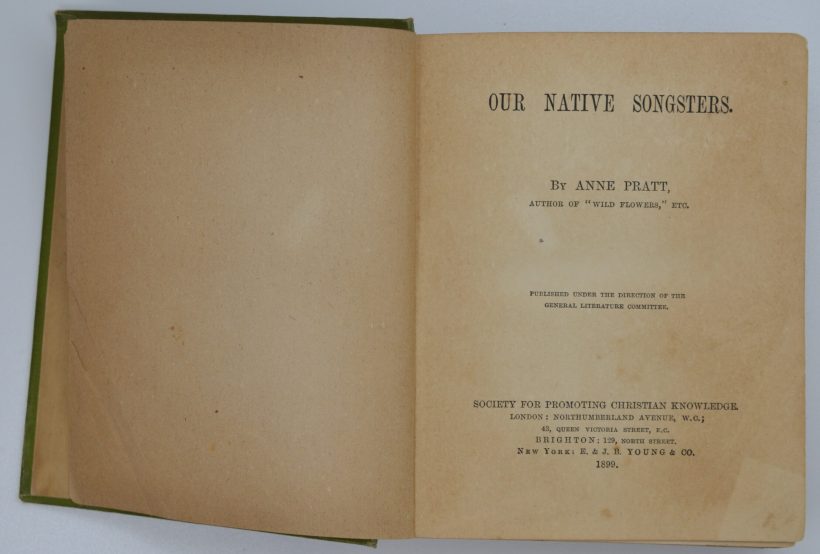 OUR NATIVE SONGSTERS.
By ANNE PRATT,
AUTHOR OF "WILD FLOWERS," ETC.
PUBLISHED UNDER THE DIRECTION OF THE
GENERAL LITERATURE COMMITTEE.
SOCIETY FOR PROMOTING CHRISTIAN KNOWLEDGE.
LONDON: NORTHUMBERLAND AVENUE, W.C.;
43, QUEEN VICTORIA STREET, E.C.
BRIGHTON: 129, NORTH STREET.
New York: E. & J. B. YOUNG & CO.
1899.